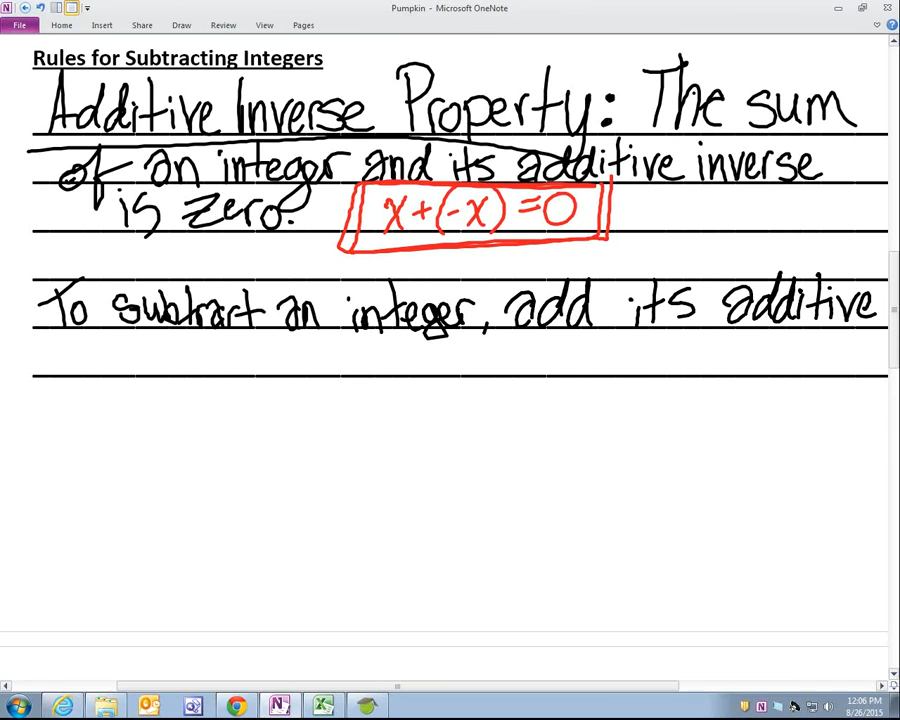 Pumpkin - Microsoft OneNote
File Home Insert Share Draw Review View Pages
Rules for Subtracting Integers
Additive Inverse Property: The sum
of an integer and its additive inverse
is zero. x + (-x) = 0
To subtract an integer, add its additive
12:06 PM
8/26/2015